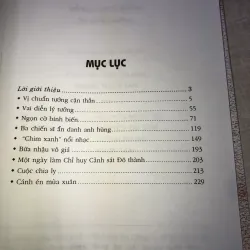 MỤC LỤC
Lời giới thiệu 3
• Vị chuẩn tướng cận thần 5
• Vai diễn lý tưởng 55
• Ngọn cờ binh biến 71
• Ba chiến sĩ ẩn danh anh hùng 119
• "Chim xanh" nổi nhạc 149
• Bữa nhậu vô giá 193
• Một ngày làm Chỉ huy Cảnh sát Đô thành 203
• Cuộc chia ly 213
• Cánh én mùa xuân 229